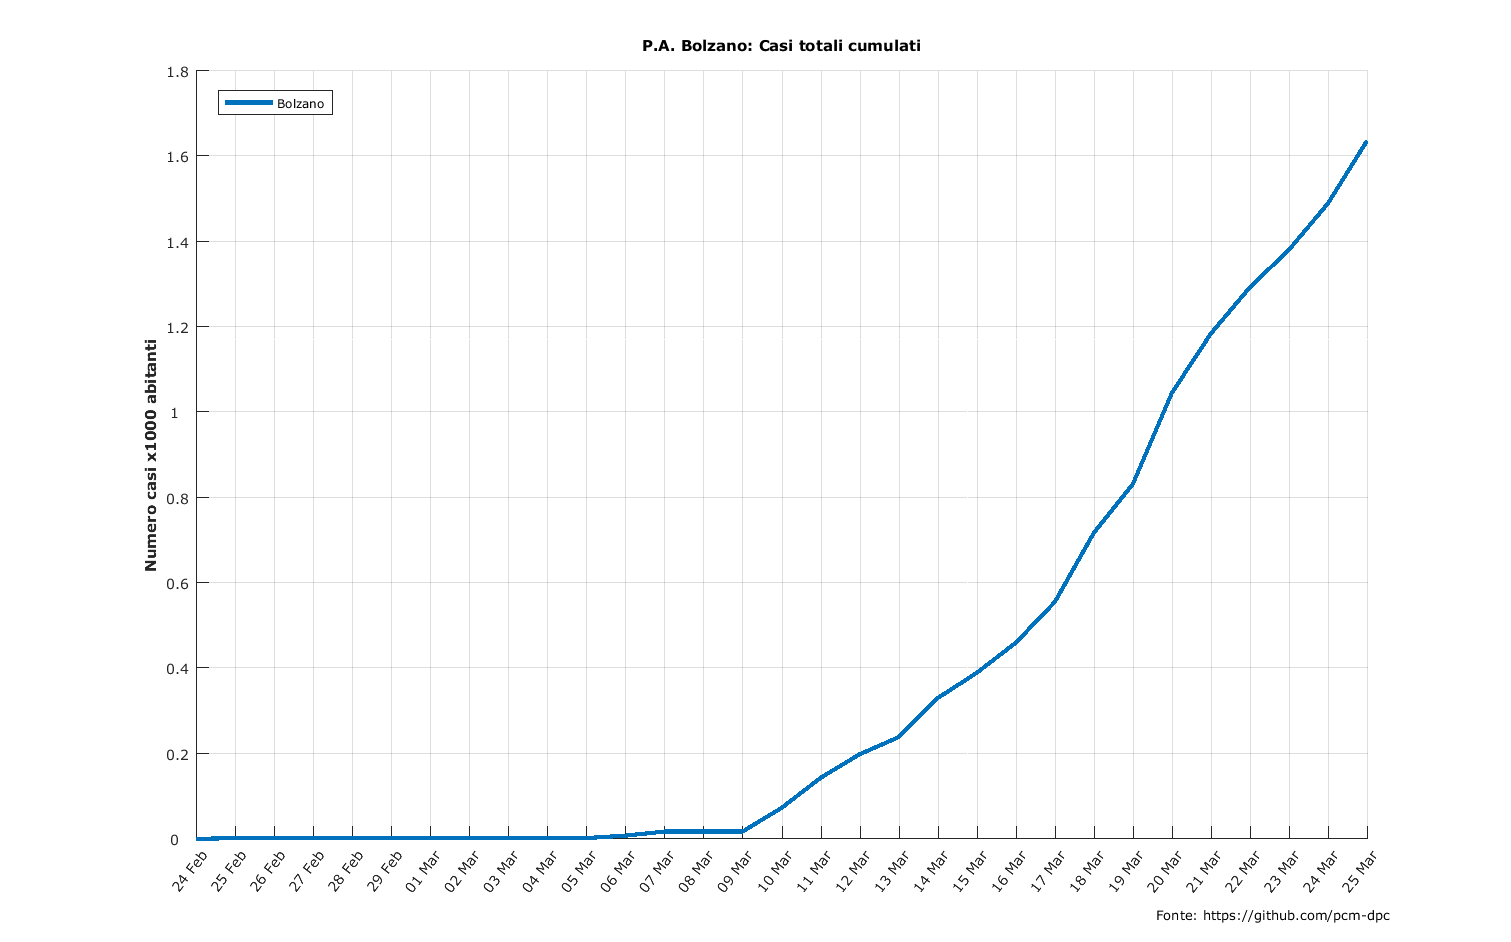 P.A. Bolzano: Casi totali cumulati
Bolzano
Numero casi x1000 abitanti
1.8
1.6
1.4
1.2
1
0.8
0.6
0.4
0.2
0
24 Feb
25 Feb
26 Feb
27 Feb
28 Feb
29 Feb
01 Mar
02 Mar
03 Mar
04 Mar
05 Mar
06 Mar
07 Mar
08 Mar
09 Mar
10 Mar
11 Mar
12 Mar
13 Mar
14 Mar
15 Mar
16 Mar
17 Mar
18 Mar
19 Mar
20 Mar
21 Mar
22 Mar
23 Mar
24 Mar
25 Mar
Fonte: https://github.com/pcm-dpc